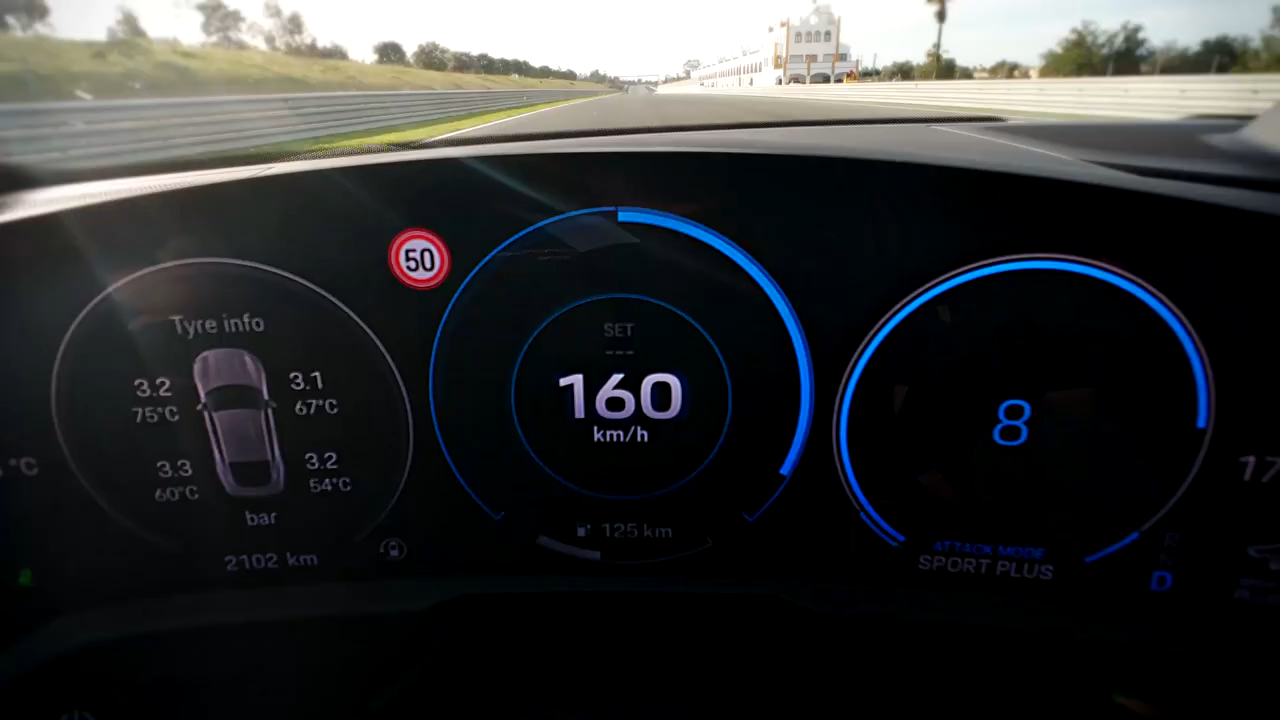 Tyre info
3.2
75°C
3.1
67°C
3.3
60°C
3.2
54°C
bar
2102 km
°C
50
SET
---
160
km/h
125 km
8
ATTACK MODE
SPORT PLUS
D
17